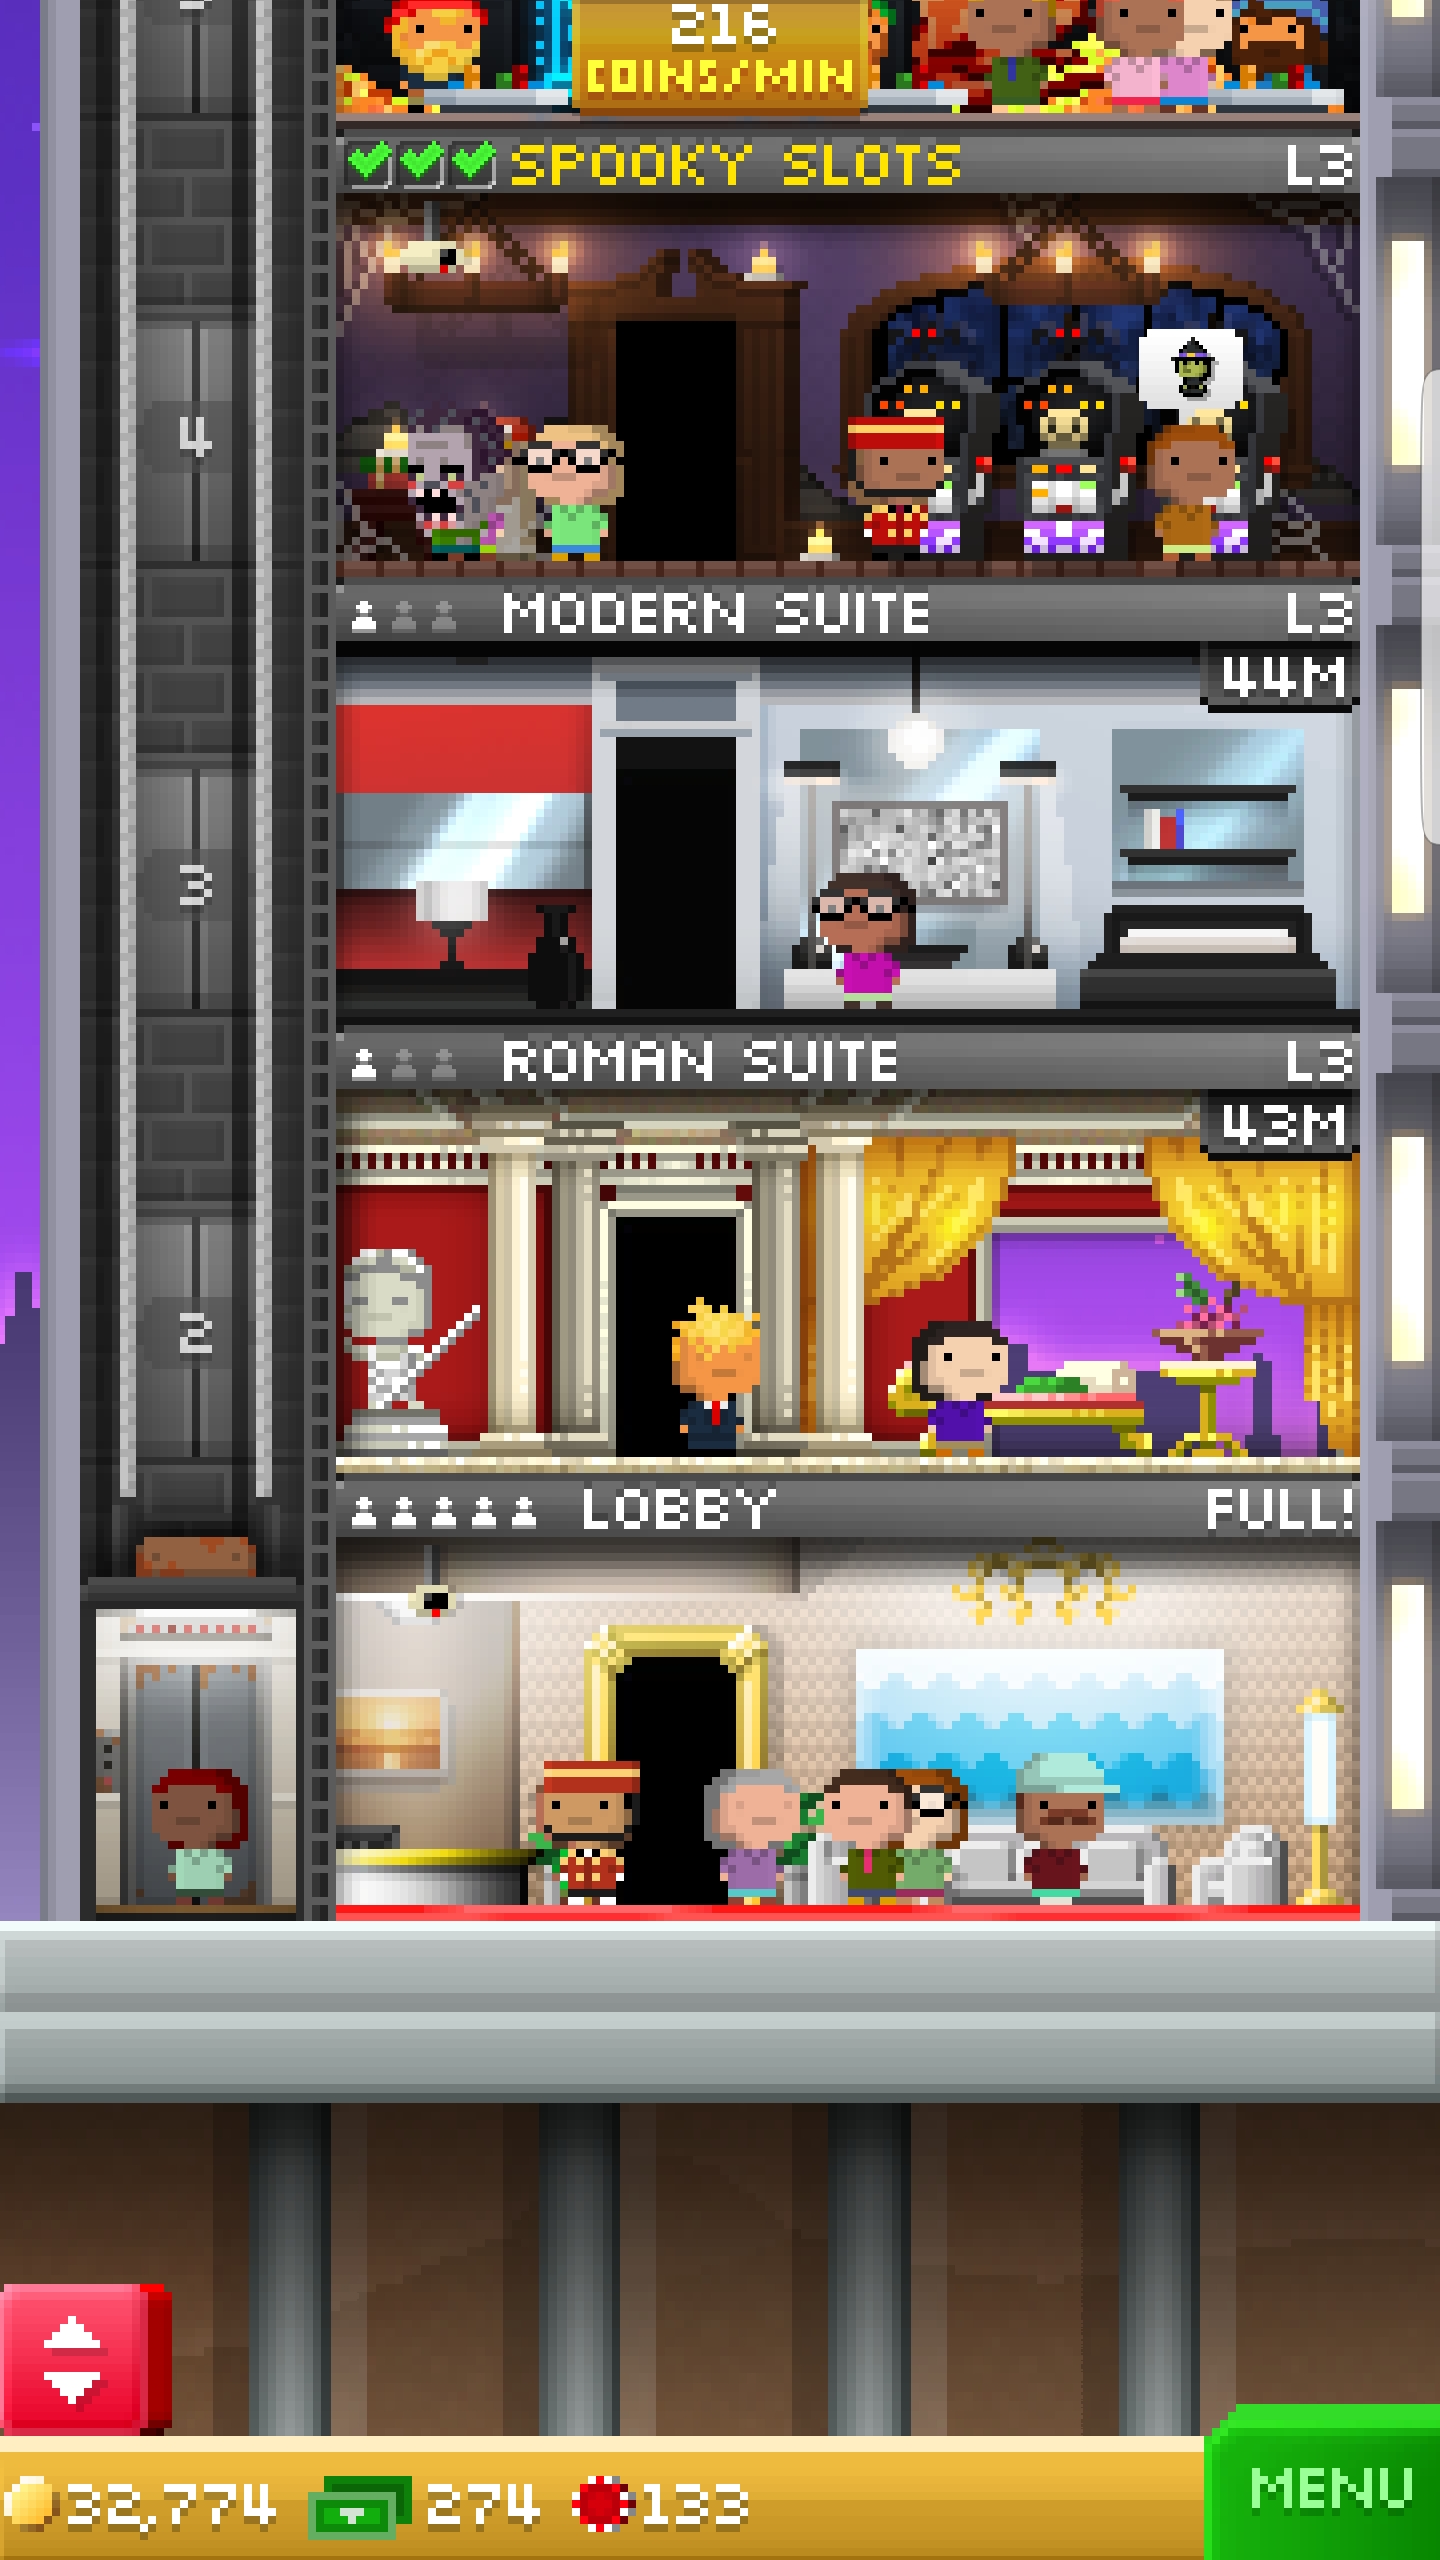 216
COINS/MIN
SPOOKY SLOTS L3
4
MODERN SUITE L3
44M
3
ROMAN SUITE L3
43M
2
LOBBY FULL!
32,774 274 133
MENU